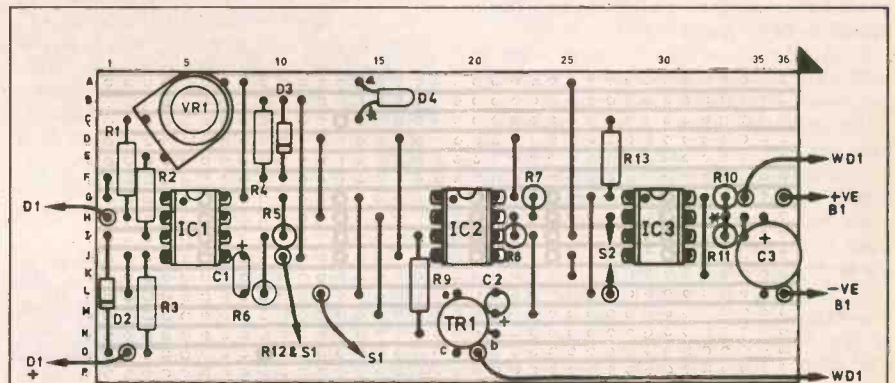 1 5 10 15 20 25 30 35 36
A
B
C
D
E
F
G
H
I
J
K
L
M
N
O
P
VR1
D3
D4
R1
R2
R4
R13
R7
R10
WD1
D1
+VE
B1
IC1
R5
IC2
R8
IC3
R11
C3
S2
C1
+
R9
C2
+
+
D2
R3
R6
TR1
c
b
-VE
B1
D1
+
R12 & S1
S1
WD1